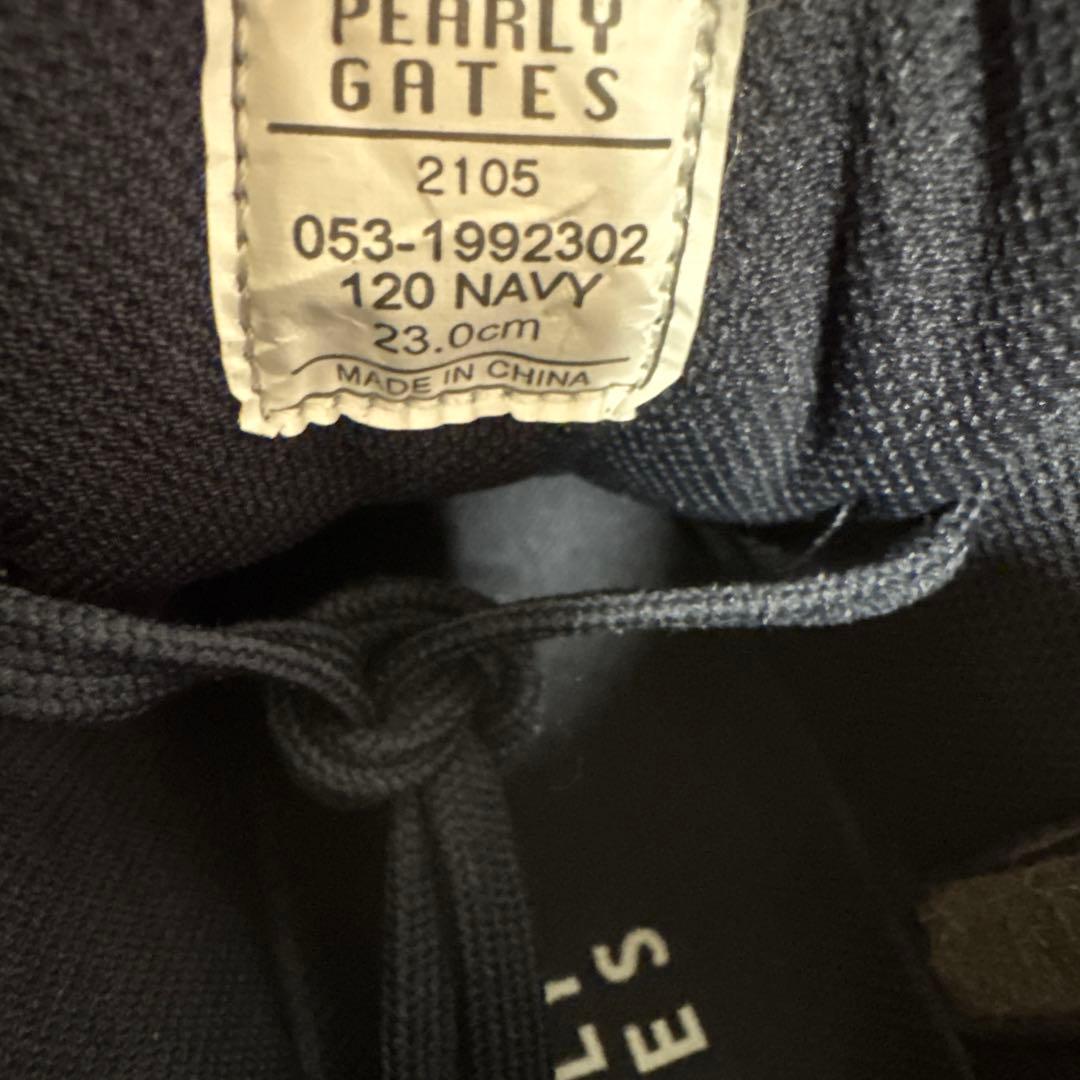 PEARLY
GATES
2105
053-1992302
120 NAVY
23.0cm
MADE IN CHINA
L'S
E